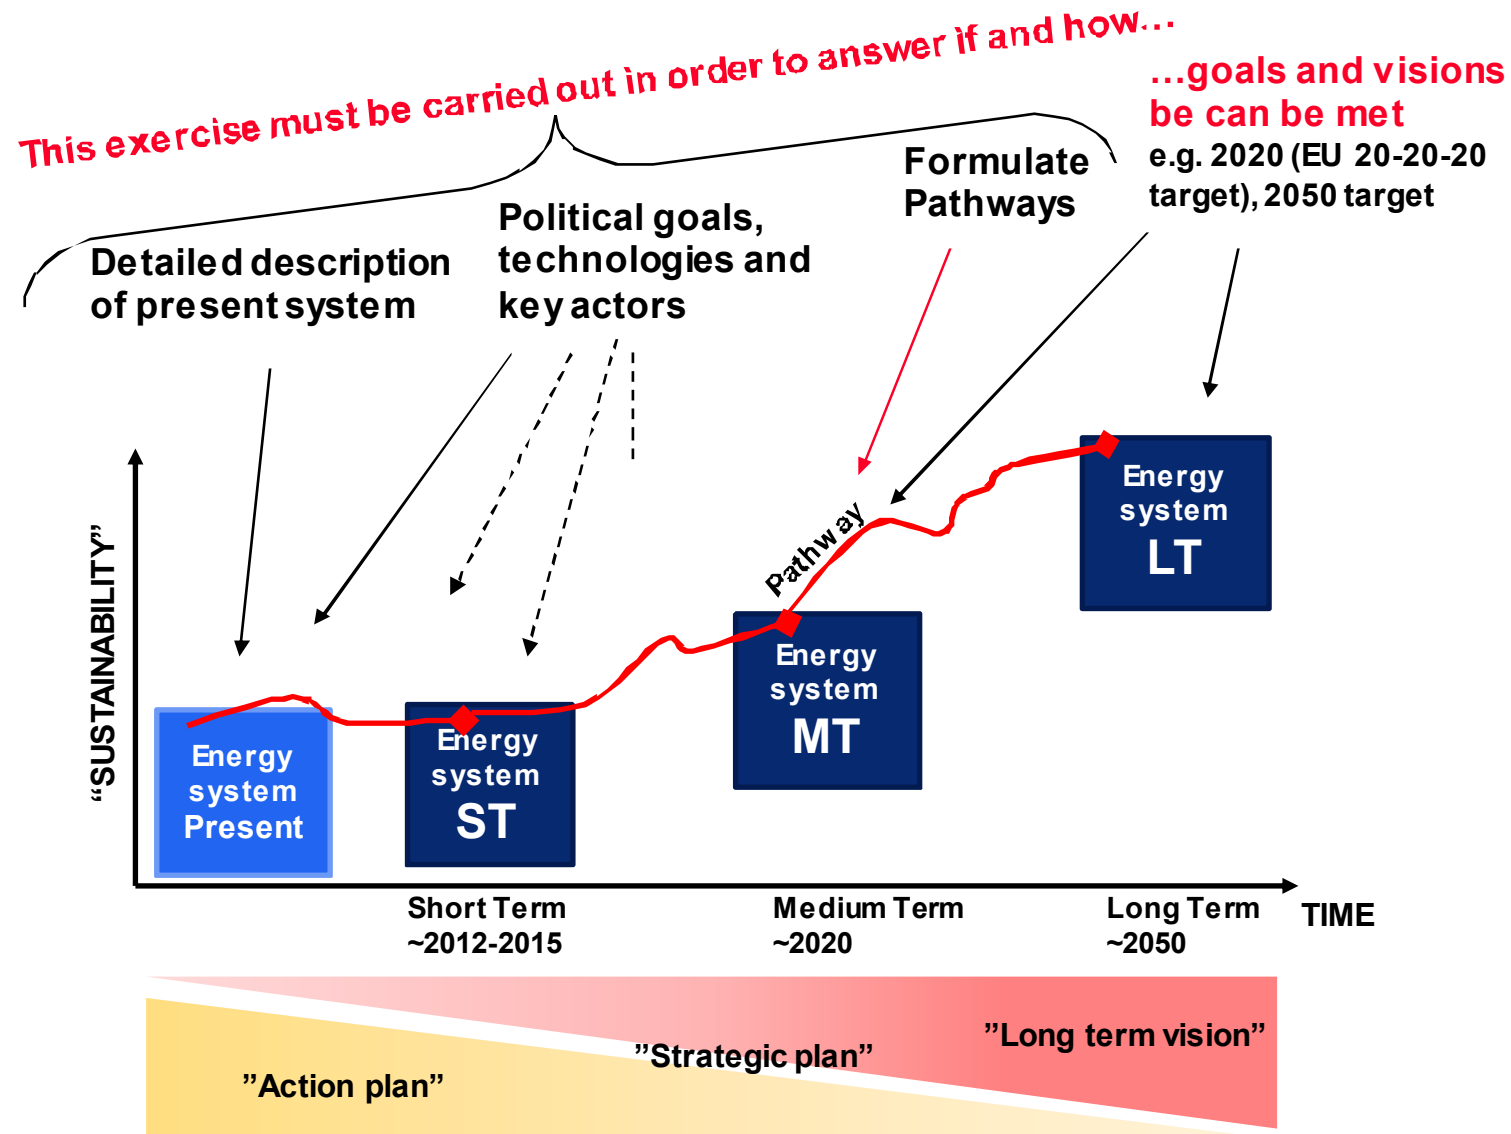 This exercise must be carried out in order to answer if and how...
...goals and visions
be can be met
e.g. 2020 (EU 20-20-20
target), 2050 target
Formulate
Pathways
Political goals,
technologies and
key actors
Detailed description
of present system
Pathway
“SUSTAINABILITY”
Energy
system
LT
Energy
system
MT
Energy
system
ST
Energy
system
Present
Short Term
~2012-2015
Medium Term
~2020
Long Term
~2050
TIME
”Long term vision”
”Strategic plan”
”Action plan”